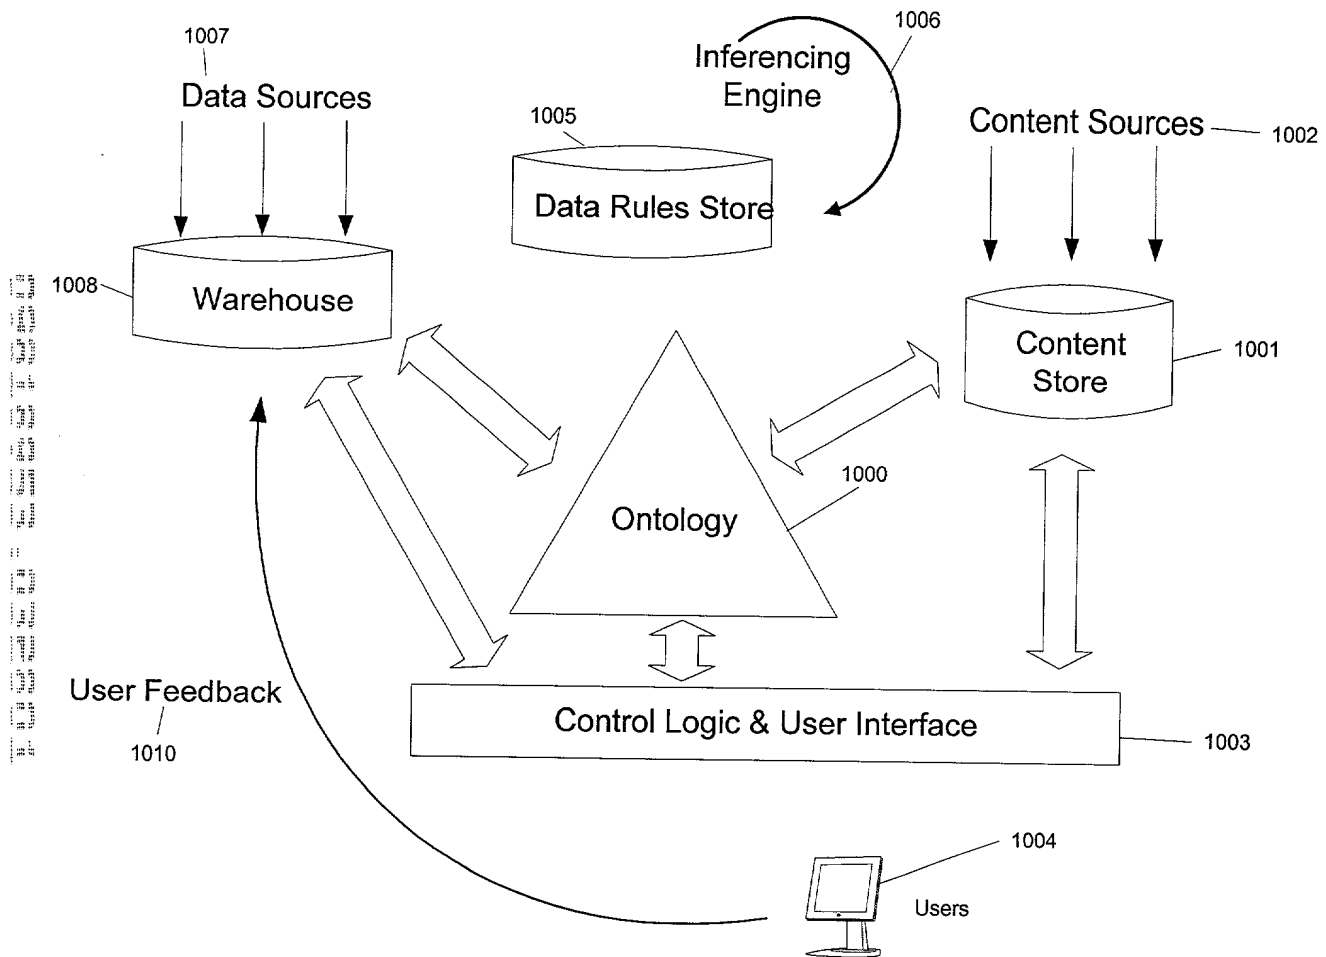 1007
Data Sources
1005
Inferencing
Engine
1006
Content Sources
1002
Data Rules Store
1008
Warehouse
Content
Store
1001
1000
Ontology
User Feedback
1010
Control Logic & User Interface
1003
1004
Users